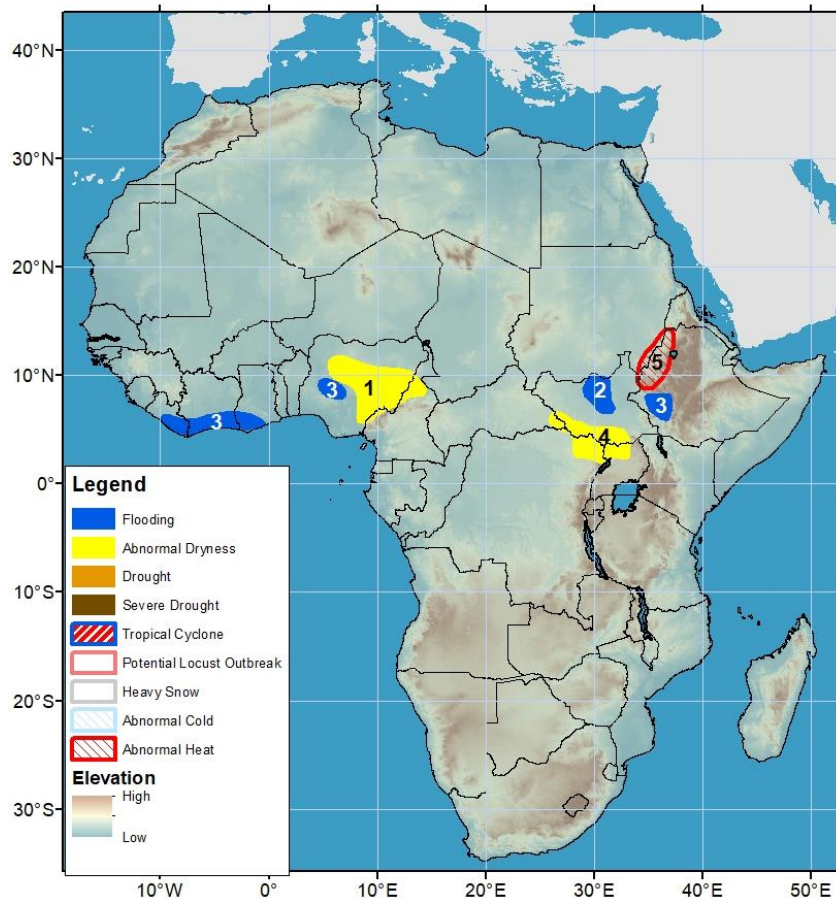 40°N
30°N
20°N
10°N
0°
10°S
20°S
30°S
1
2
3
5
3
3
4
Legend
Flooding
Abnormal Dryness
Drought
Severe Drought
Tropical Cyclone
Potential Locust Outbreak
Heavy Snow
Abnormal Cold
Abnormal Heat
Elevation
High
Low
10°W
0°
10°E
20°E
30°E
40°E
50°E